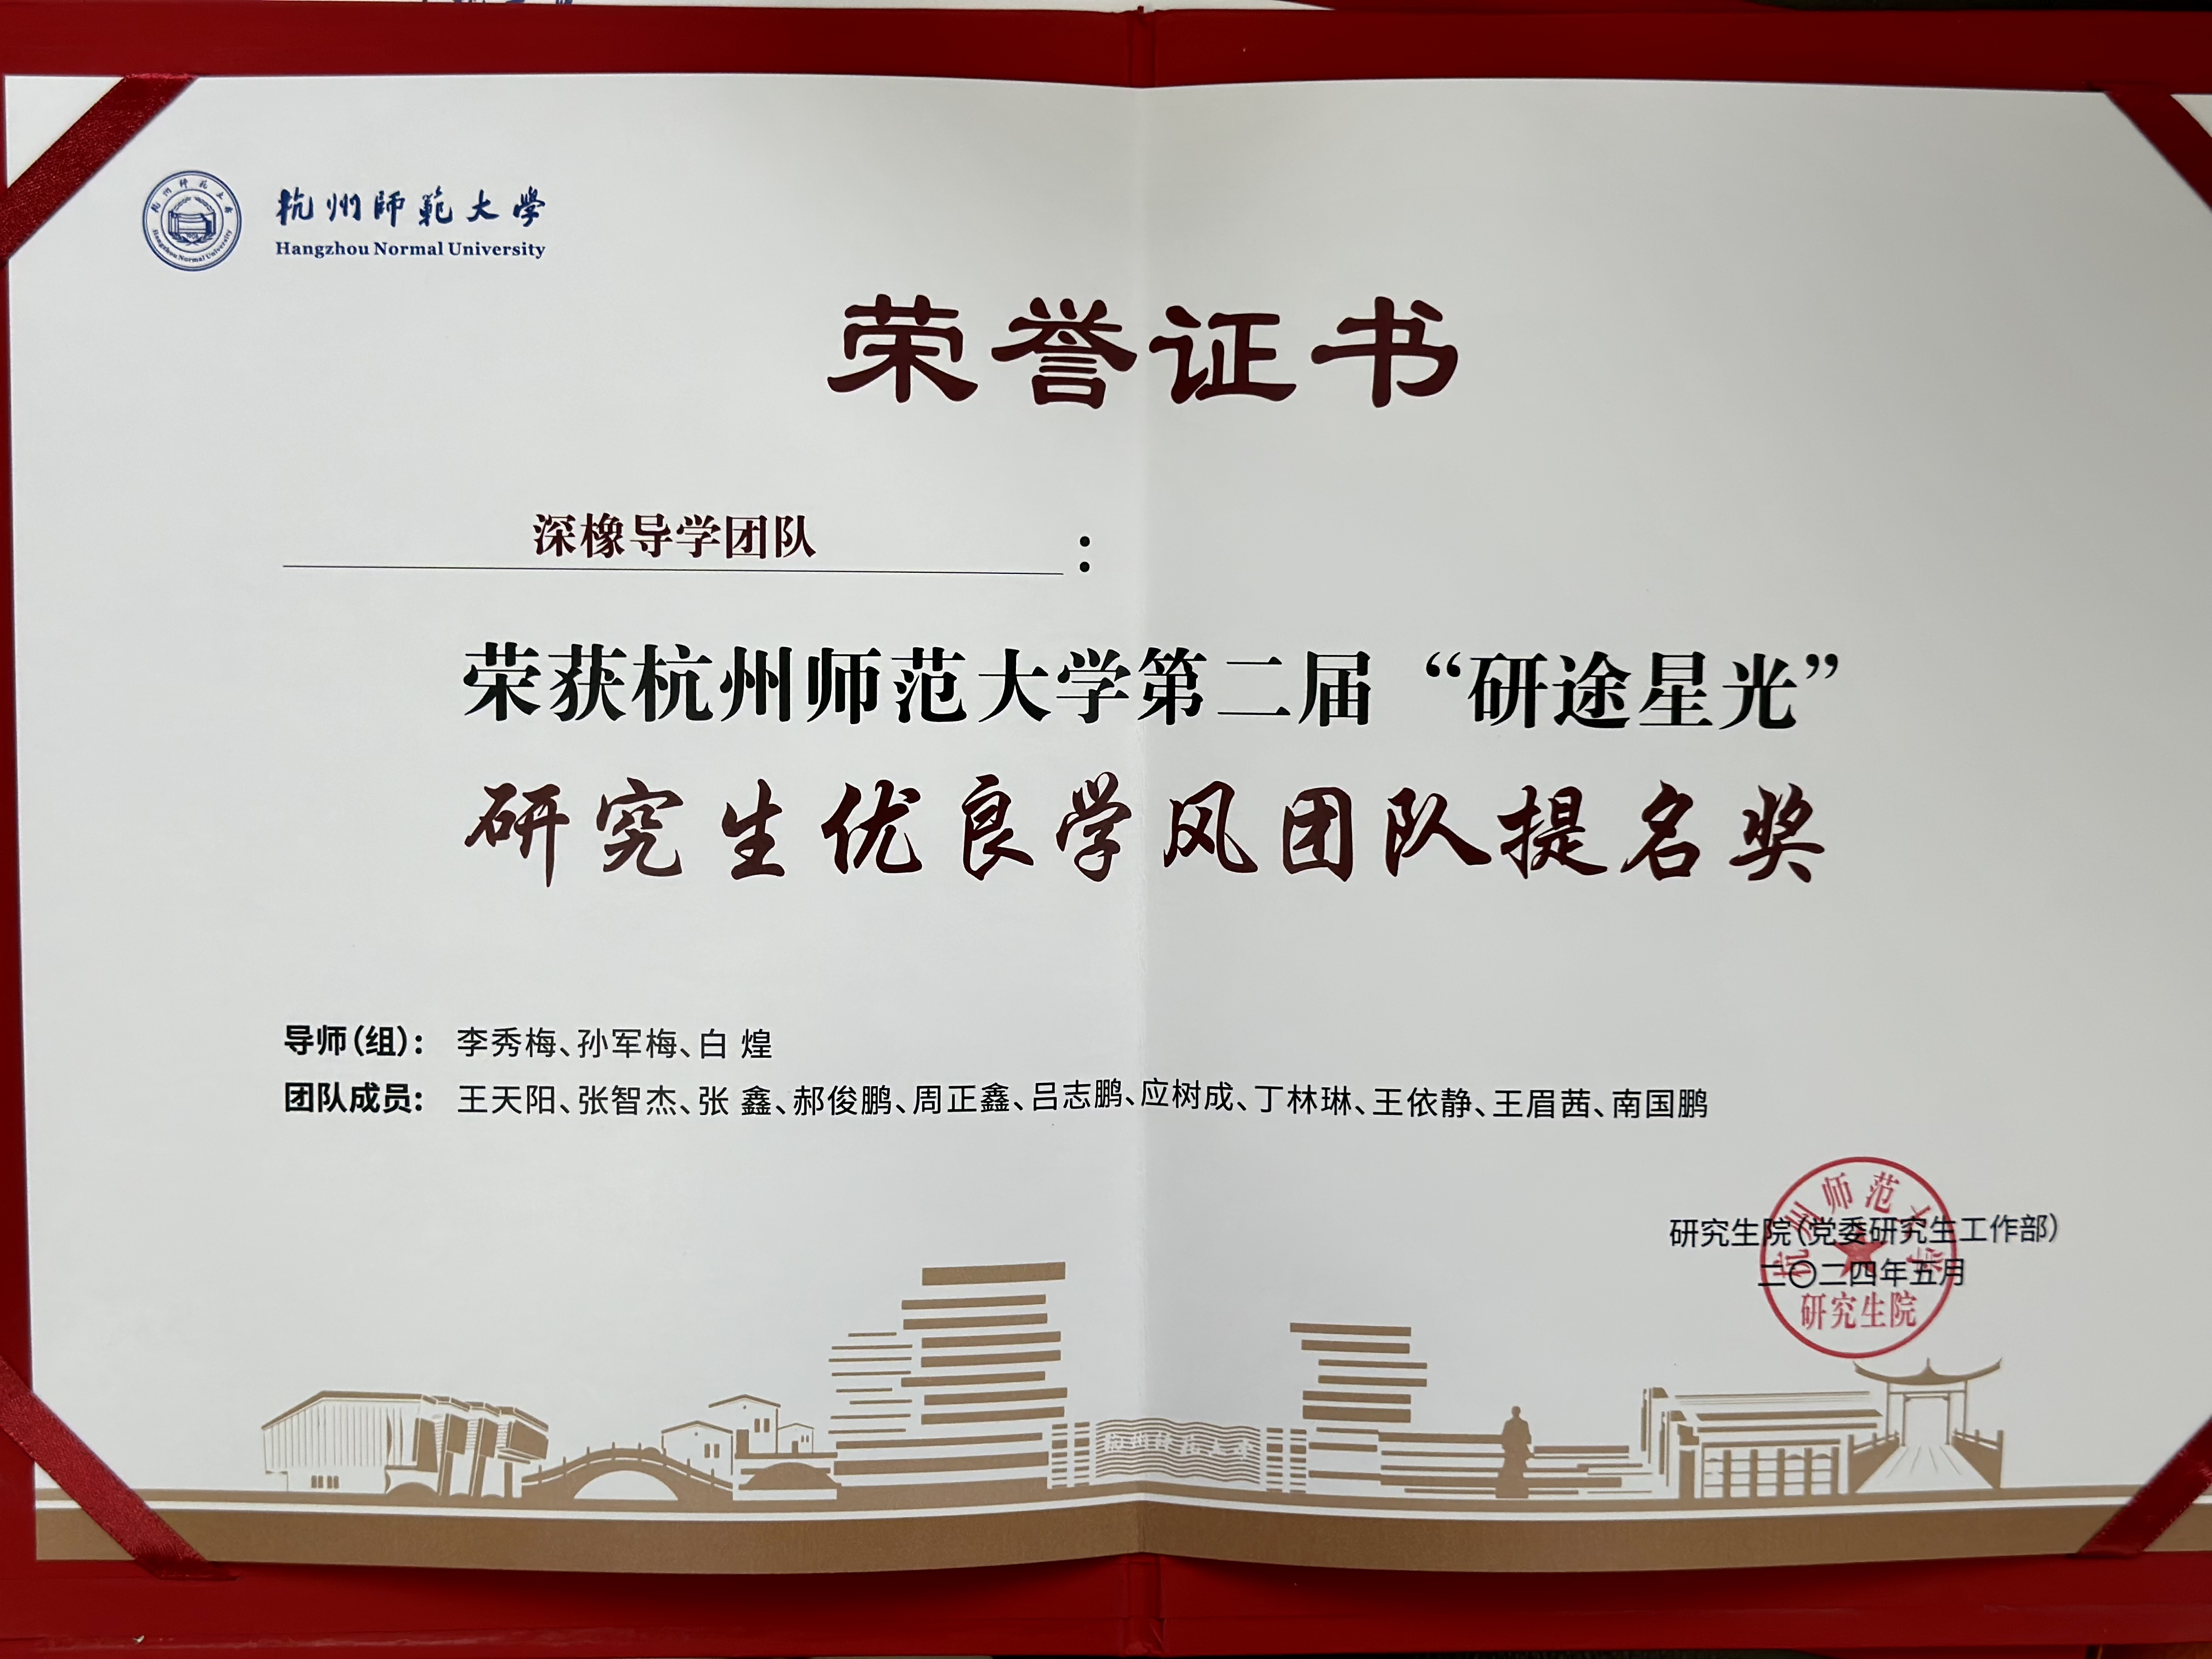 杭州師範大學
Hangzhou Normal University
荣誉证书
深橡导学团队：
荣获杭州师范大学第二届“研途星光”
研究生优良学风团队提名奖
导师（组）： 李秀梅、孙军梅、白 煌
团队成员： 王天阳、张智杰、张 鑫、郝俊鹏、周正鑫、吕志鹏、应树成、丁林琳、王依静、王眉茜、南国鹏
研究生院（党委研究生工作部）
二〇二四年五月
杭州师范大学
研究生院